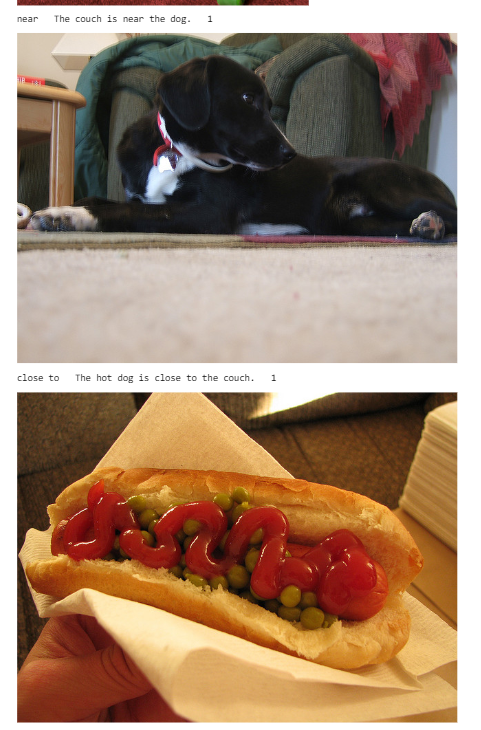 near The couch is near the dog. 1
close to The hot dog is close to the couch. 1